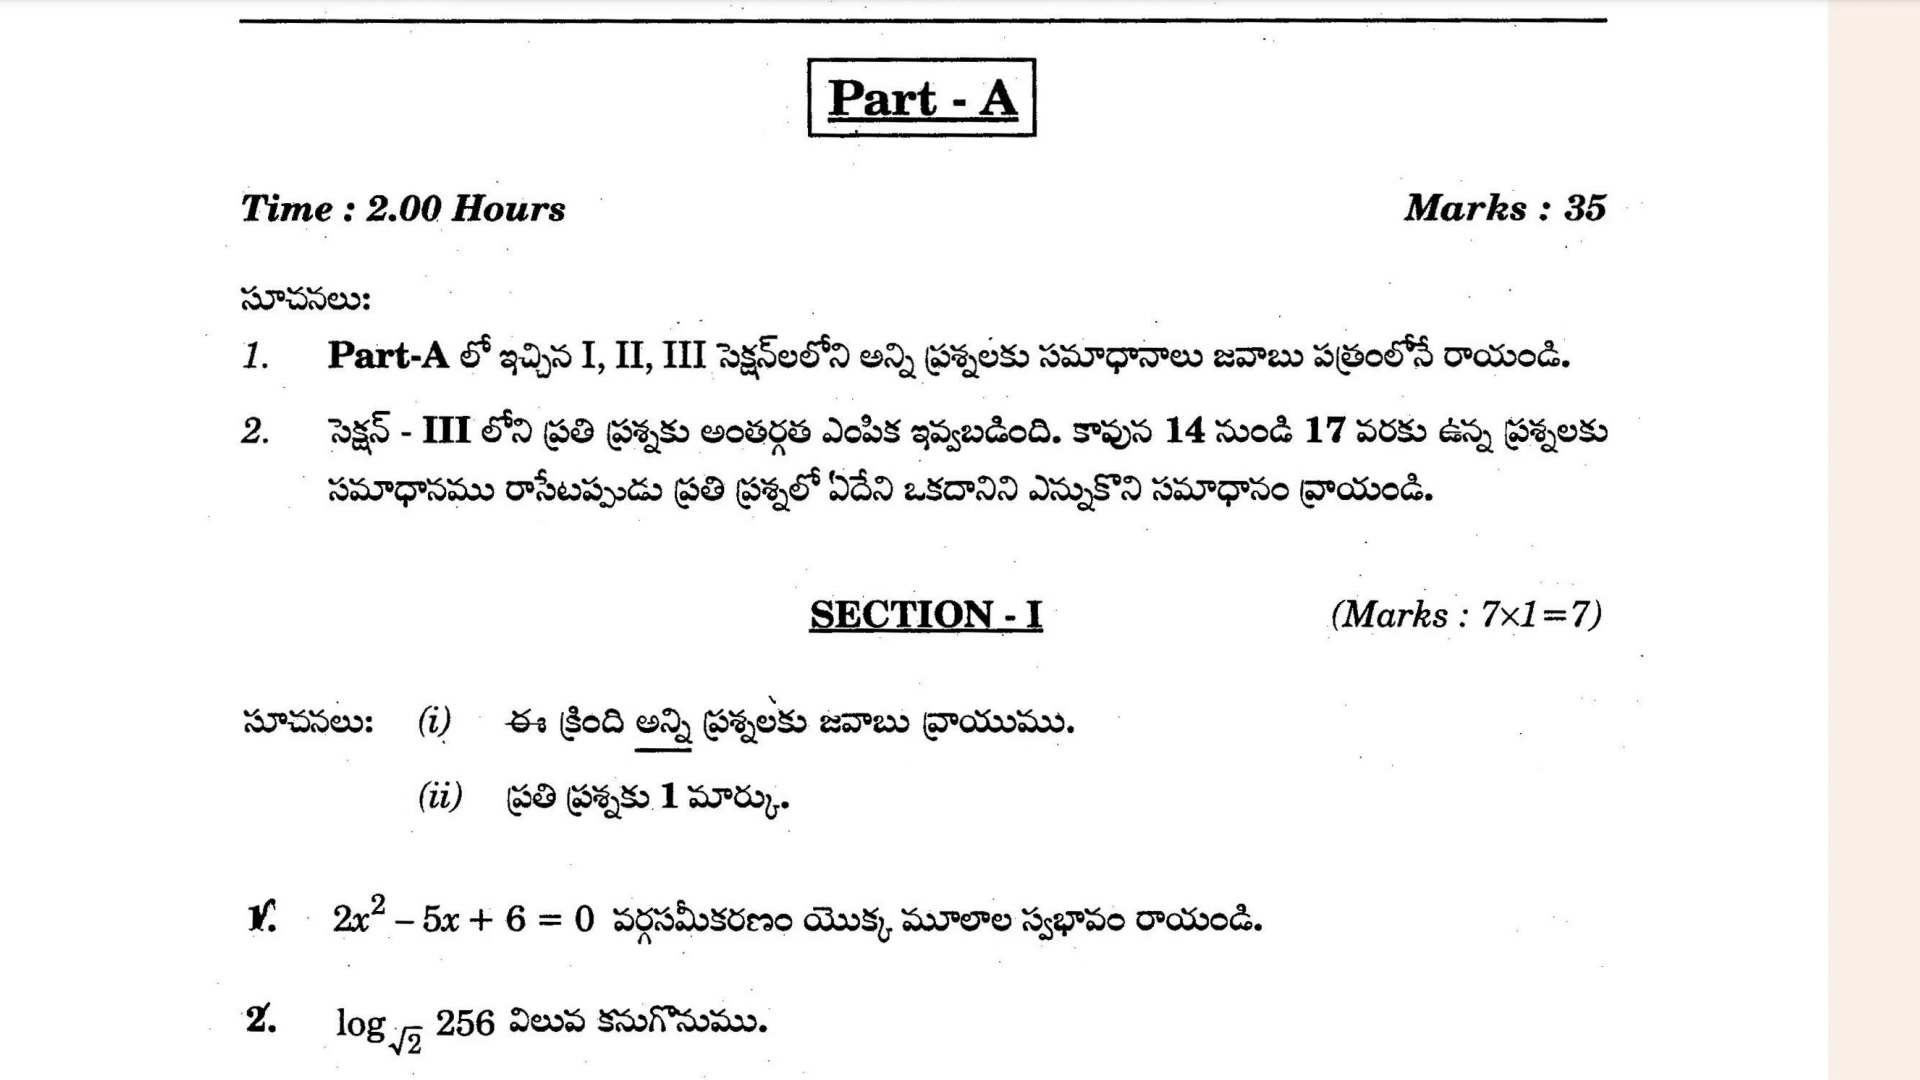 Part - A
Time : 2.00 Hours Marks : 35
సూచనలు:
1. Part-A లో ఇచ్చిన I, II, III సెక్షన్‌లలోని అన్ని ప్రశ్నలకు సమాధానాలు జవాబు పత్రంలోనే రాయండి.
2. సెక్షన్ - III లోని ప్రతి ప్రశ్నకు అంతర్గత ఎంపిక ఇవ్వబడింది. కావున 14 నుండి 17 వరకు ఉన్న ప్రశ్నలకు
సమాధానము రాసేటప్పుడు ప్రతి ప్రశ్నలో ఏదేని ఒకదానిని ఎన్నుకొని సమాధానం వ్రాయండి.
SECTION - I (Marks : 7×1=7)
సూచనలు: (i) ఈ క్రింది అన్ని ప్రశ్నలకు జవాబు వ్రాయుము.
(ii) ప్రతి ప్రశ్నకు 1 మార్కు.
1. 2x² – 5x + 6 = 0 వర్గసమీకరణం యొక్క మూలాల స్వభావం రాయండి.
2. log√2 256 విలువ కనుగొనుము.